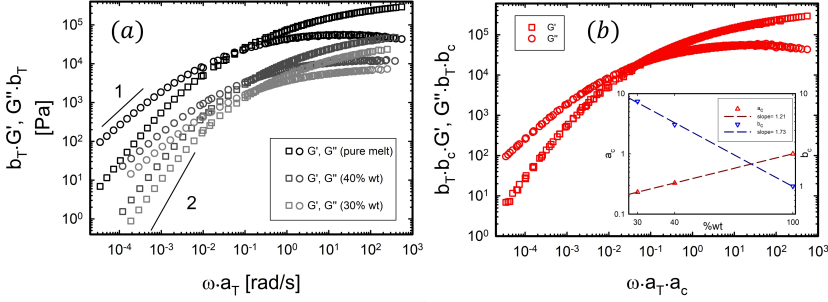 (a)
1
2
b_T·G', G''·b_T
[Pa]
10^5
10^4
10^3
10^2
10^1
10^0
G', G'' (pure melt)
G', G'' (40% wt)
G', G'' (30% wt)
10^-4 10^-3 10^-2 10^-1 10^0 10^1 10^2 10^3
ω·a_T [rad/s]
(b)
G'
G''
b_T·b_c·G', G''·b_T·b_c
10^6
10^5
10^4
10^3
10^2
10^1
10^0
10
1
0.1
a_c
a_c
slope= 1.21
b_c
slope= 1.73
10
1
b_c
30 40 100
%wt
10^-4 10^-3 10^-2 10^-1 10^0 10^1 10^2 10^3
ω·a_T·a_c